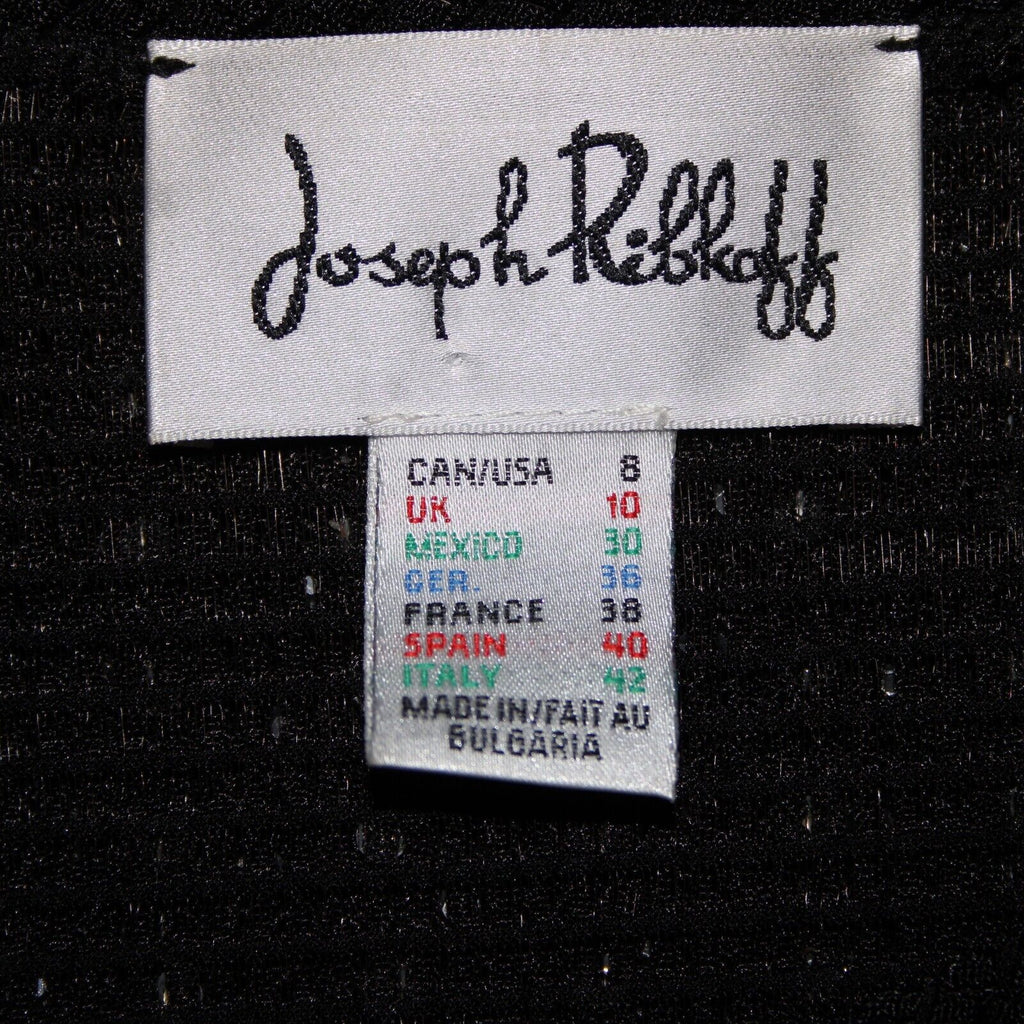 Joseph Ribkoff
CAN/USA 8
UK 10
MEXICO 30
GER. 36
FRANCE 38
SPAIN 40
ITALY 42
MADE IN/FAIT AU
BULGARIA